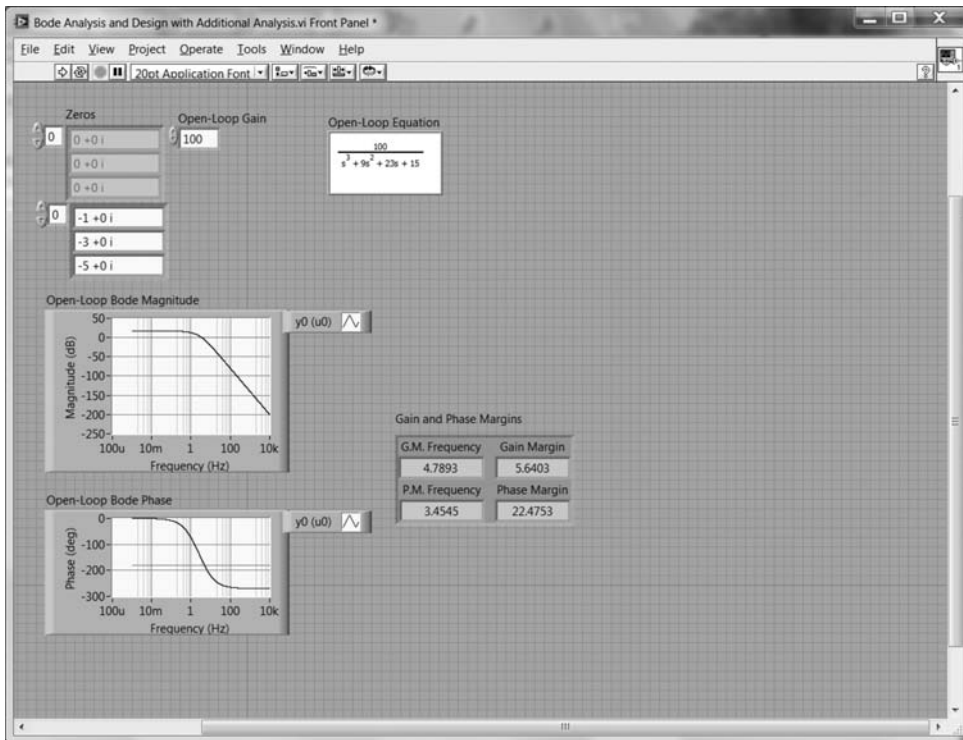 Bode Analysis and Design with Additional Analysis.vi Front Panel *
File Edit View Project Operate Tools Window Help
20pt Application Font
1
Zeros
Open-Loop Gain
Open-Loop Equation
0
0 +0 i
0 +0 i
0 +0 i
100
100
s^3 + 9s^2 + 23s + 15
0
-1 +0 i
-3 +0 i
-5 +0 i
Open-Loop Bode Magnitude
y0 (u0)
Magnitude (dB)
50
0
-50
-100
-150
-200
-250
100u 10m 1 100 10k
Frequency (Hz)
Gain and Phase Margins
G.M. Frequency Gain Margin
4.7893 5.6403
P.M. Frequency Phase Margin
3.4545 22.4753
Open-Loop Bode Phase
y0 (u0)
Phase (deg)
0
-100
-200
-300
100u 10m 1 100 10k
Frequency (Hz)